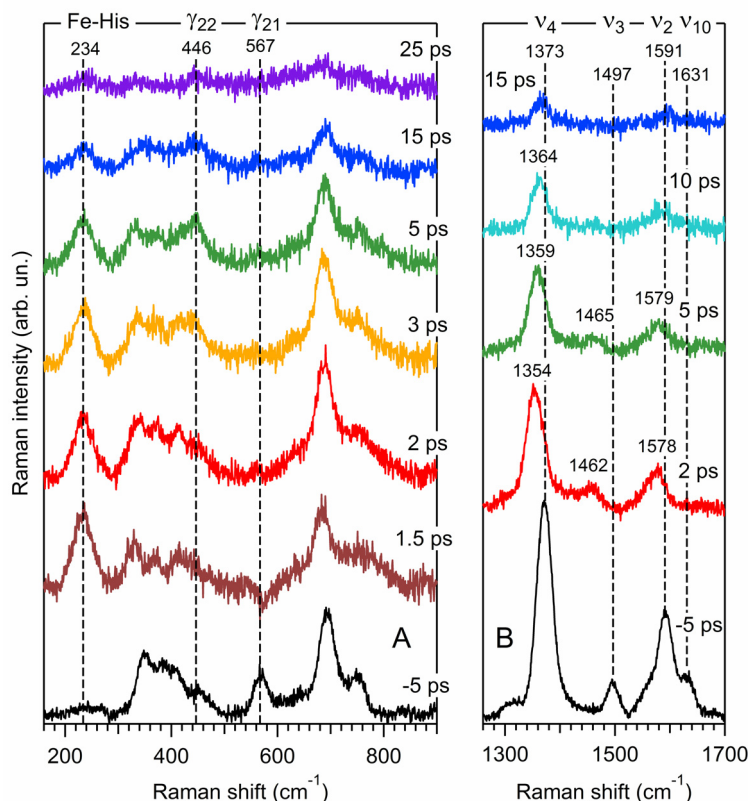 Fe-His γ22 γ21
234 446 567
25 ps
15 ps
5 ps
3 ps
2 ps
1.5 ps
-5 ps
A
200 400 600 800
Raman shift (cm-1)
Raman intensity (arb. un.)
ν4 ν3 ν2 ν10
1373 1497 1591 1631
15 ps
1364
10 ps
1359
1465 1579
5 ps
1354
1462 1578
2 ps
-5 ps
B
1300 1500 1700
Raman shift (cm-1)